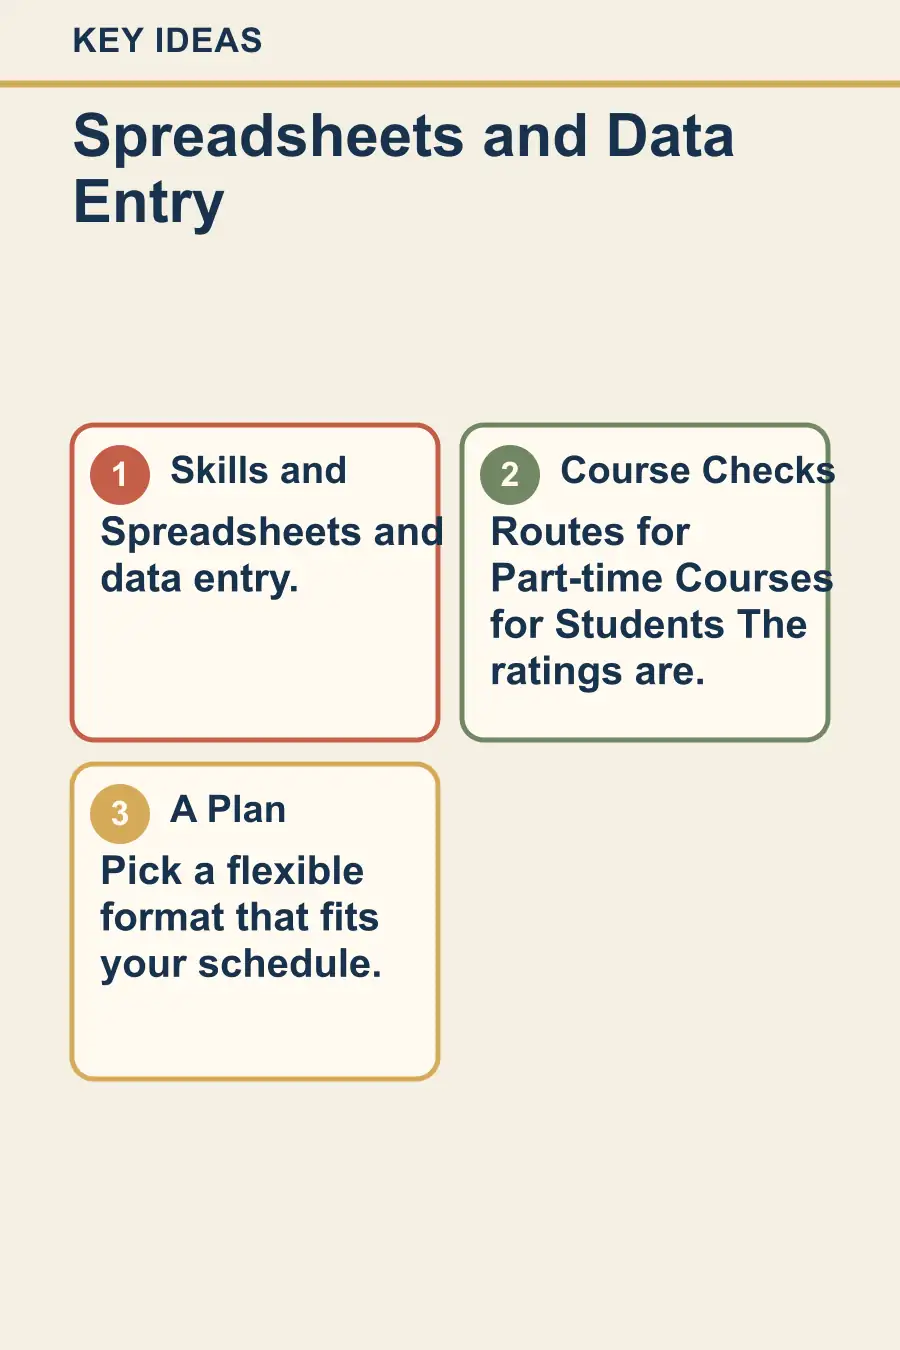 KEY IDEAS
Spreadsheets and Data
Entry
1 Skills and
Spreadsheets and
data entry.
2 Course Checks
Routes for
Part-time Courses
for Students The
ratings are.
3 A Plan
Pick a flexible
format that fits
your schedule.